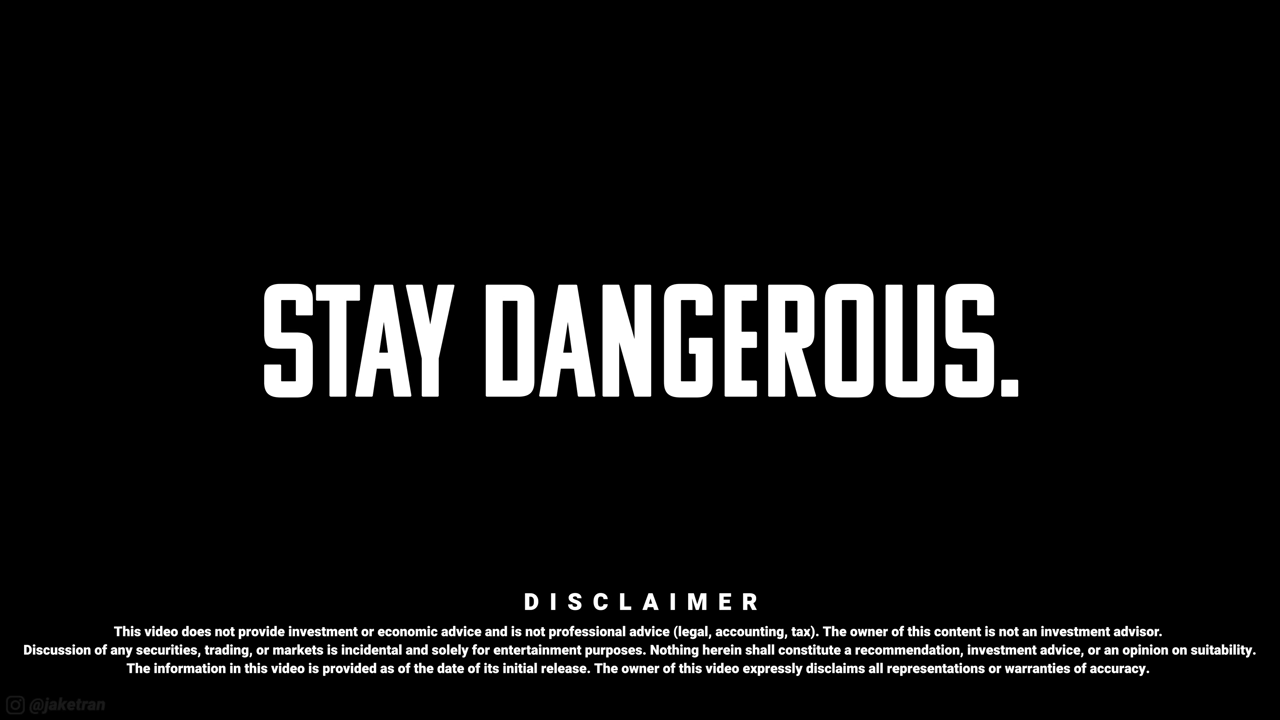 STAY DANGEROUS.
DISCLAIMER
This video does not provide investment or economic advice and is not professional advice (legal, accounting, tax). The owner of this content is not an investment advisor.
Discussion of any securities, trading, or markets is incidental and solely for entertainment purposes. Nothing herein shall constitute a recommendation, investment advice, or an opinion on suitability.
The information in this video is provided as of the date of its initial release. The owner of this video expressly disclaims all representations or warranties of accuracy.
@jaketran